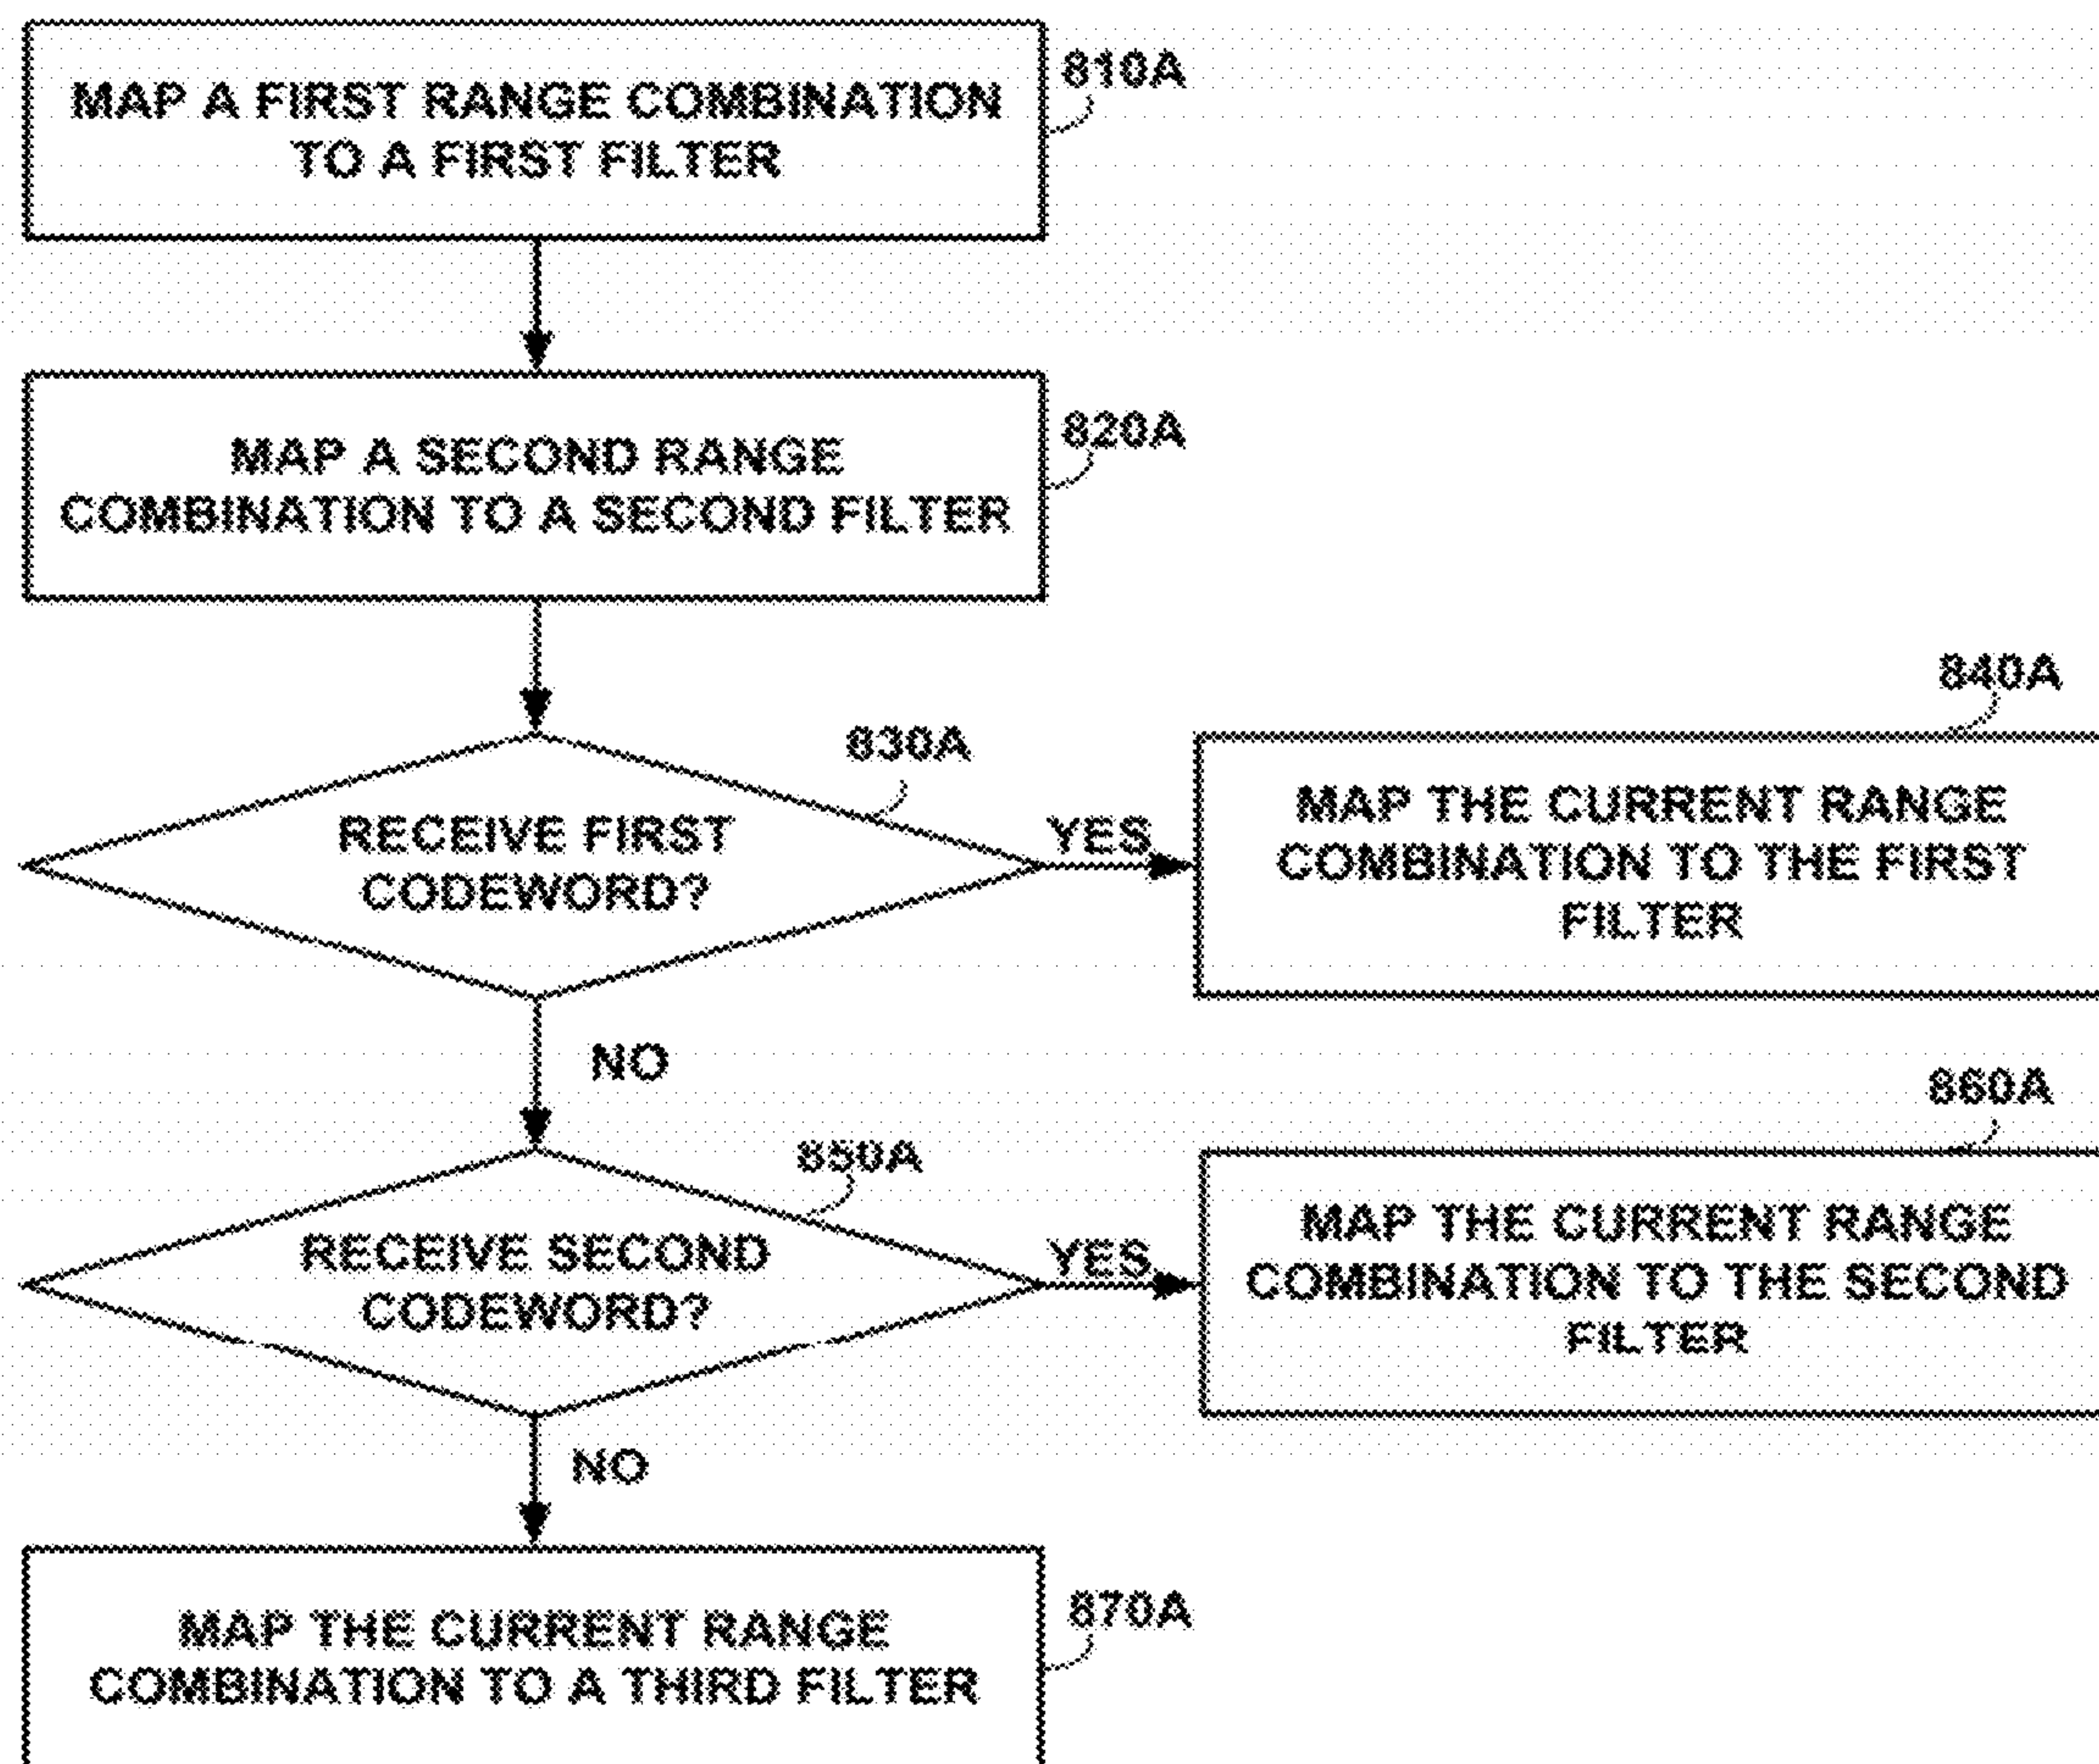 810A
MAP A FIRST RANGE COMBINATION
TO A FIRST FILTER
820A
MAP A SECOND RANGE
COMBINATION TO A SECOND FILTER
830A
RECEIVE FIRST
CODEWORD?
YES
840A
MAP THE CURRENT RANGE
COMBINATION TO THE FIRST
FILTER
NO
850A
RECEIVE SECOND
CODEWORD?
YES
860A
MAP THE CURRENT RANGE
COMBINATION TO THE SECOND
FILTER
NO
870A
MAP THE CURRENT RANGE
COMBINATION TO A THIRD FILTER